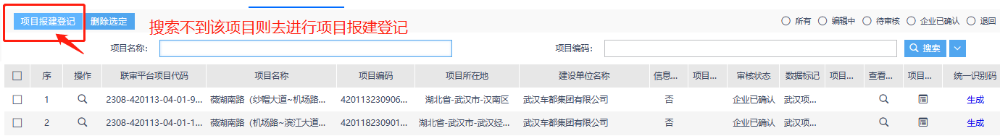 项目报建登记 删除选定 搜索不到该项目则去进行项目报建登记 所有 编辑中 待审核 企业已确认 退回
项目名称: 项目编码: 搜索
序 操作 联审平台项目代码 项目名称 项目编码 项目所在地 建设单位名称 信息... 项目... 审核状态 数据标记 项目... 查看... 项目... 统一识别码
1 2308-420113-04-01-9... 薇湖南路（纱帽大道~机场路... 420113230906... 湖北省-武汉市-汉南区 武汉车都集团有限公司 否 企业已确认 武汉项... 生成
2 2308-420113-04-01-1... 薇湖南路（机场路~滨江大道... 420118230901... 湖北省-武汉市-武汉经... 武汉车都集团有限公司 否 企业已确认 武汉项... 生成